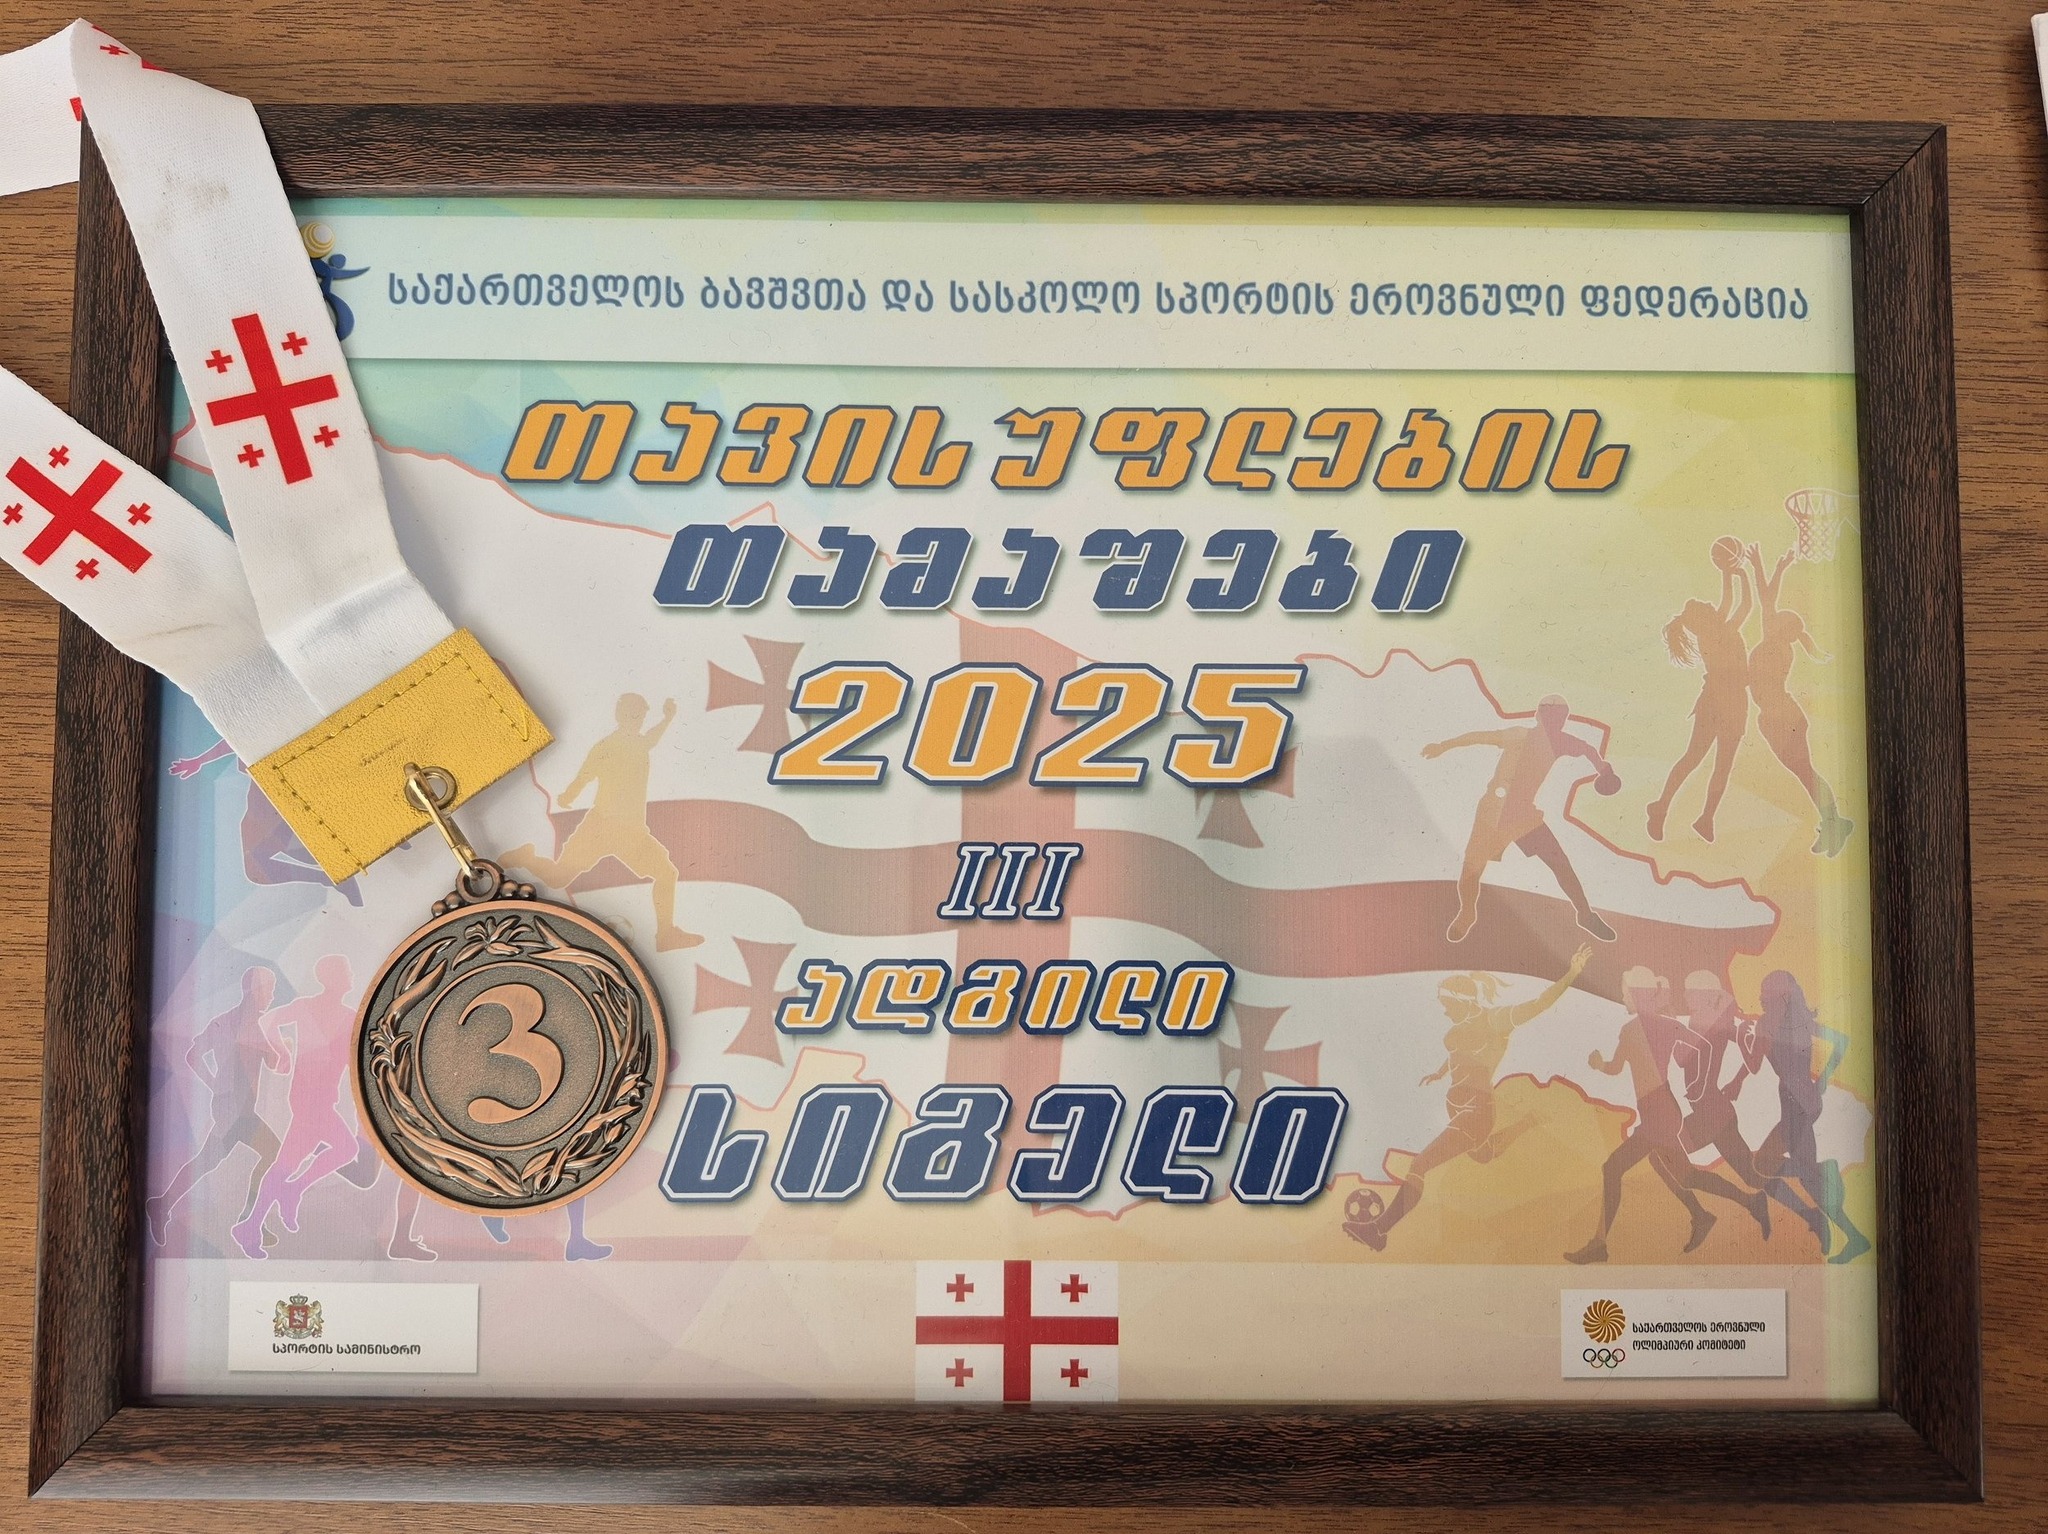 საქართველოს ბავშვთა და სასკოლო სპორტის ეროვნული ფედერაცია
თავისუფლების
თამაშები
2025
III
ადგილი
სიგელი
3
სპორტის სამინისტრო
საქართველოს ეროვნული
ოლიმპიური კომიტეტი